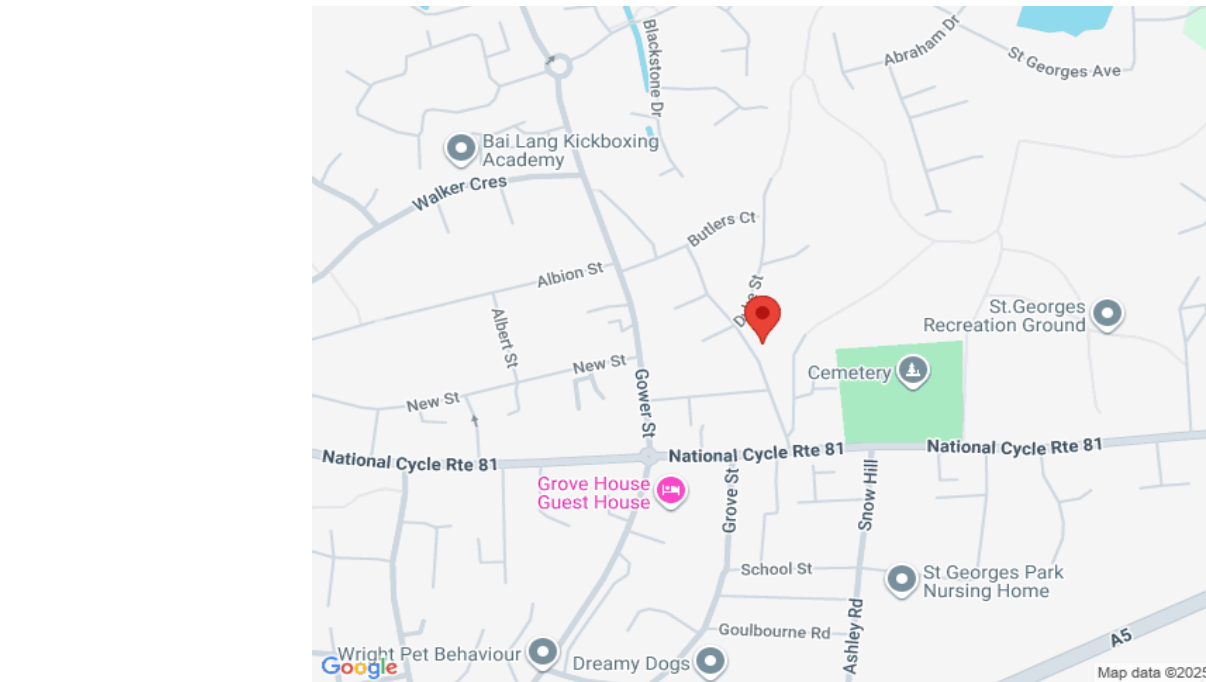 Blackstone Dr
Abraham Dr
St Georges Ave
Bai Lang Kickboxing
Academy
Walker Cres
Butlers Ct
Albion St
St.Georges
Recreation Ground
Albert St
New St
Cemetery
Gower St
New St
National Cycle Rte 81
National Cycle Rte 81
National Cycle Rte 81
Grove House
Guest House
Grove St
Snow Hill
School St
St Georges Park
Nursing Home
Goulbourne Rd
Ashley Rd
A5
Wright Pet Behaviour
Dreamy Dogs
Google
Map data ©2025